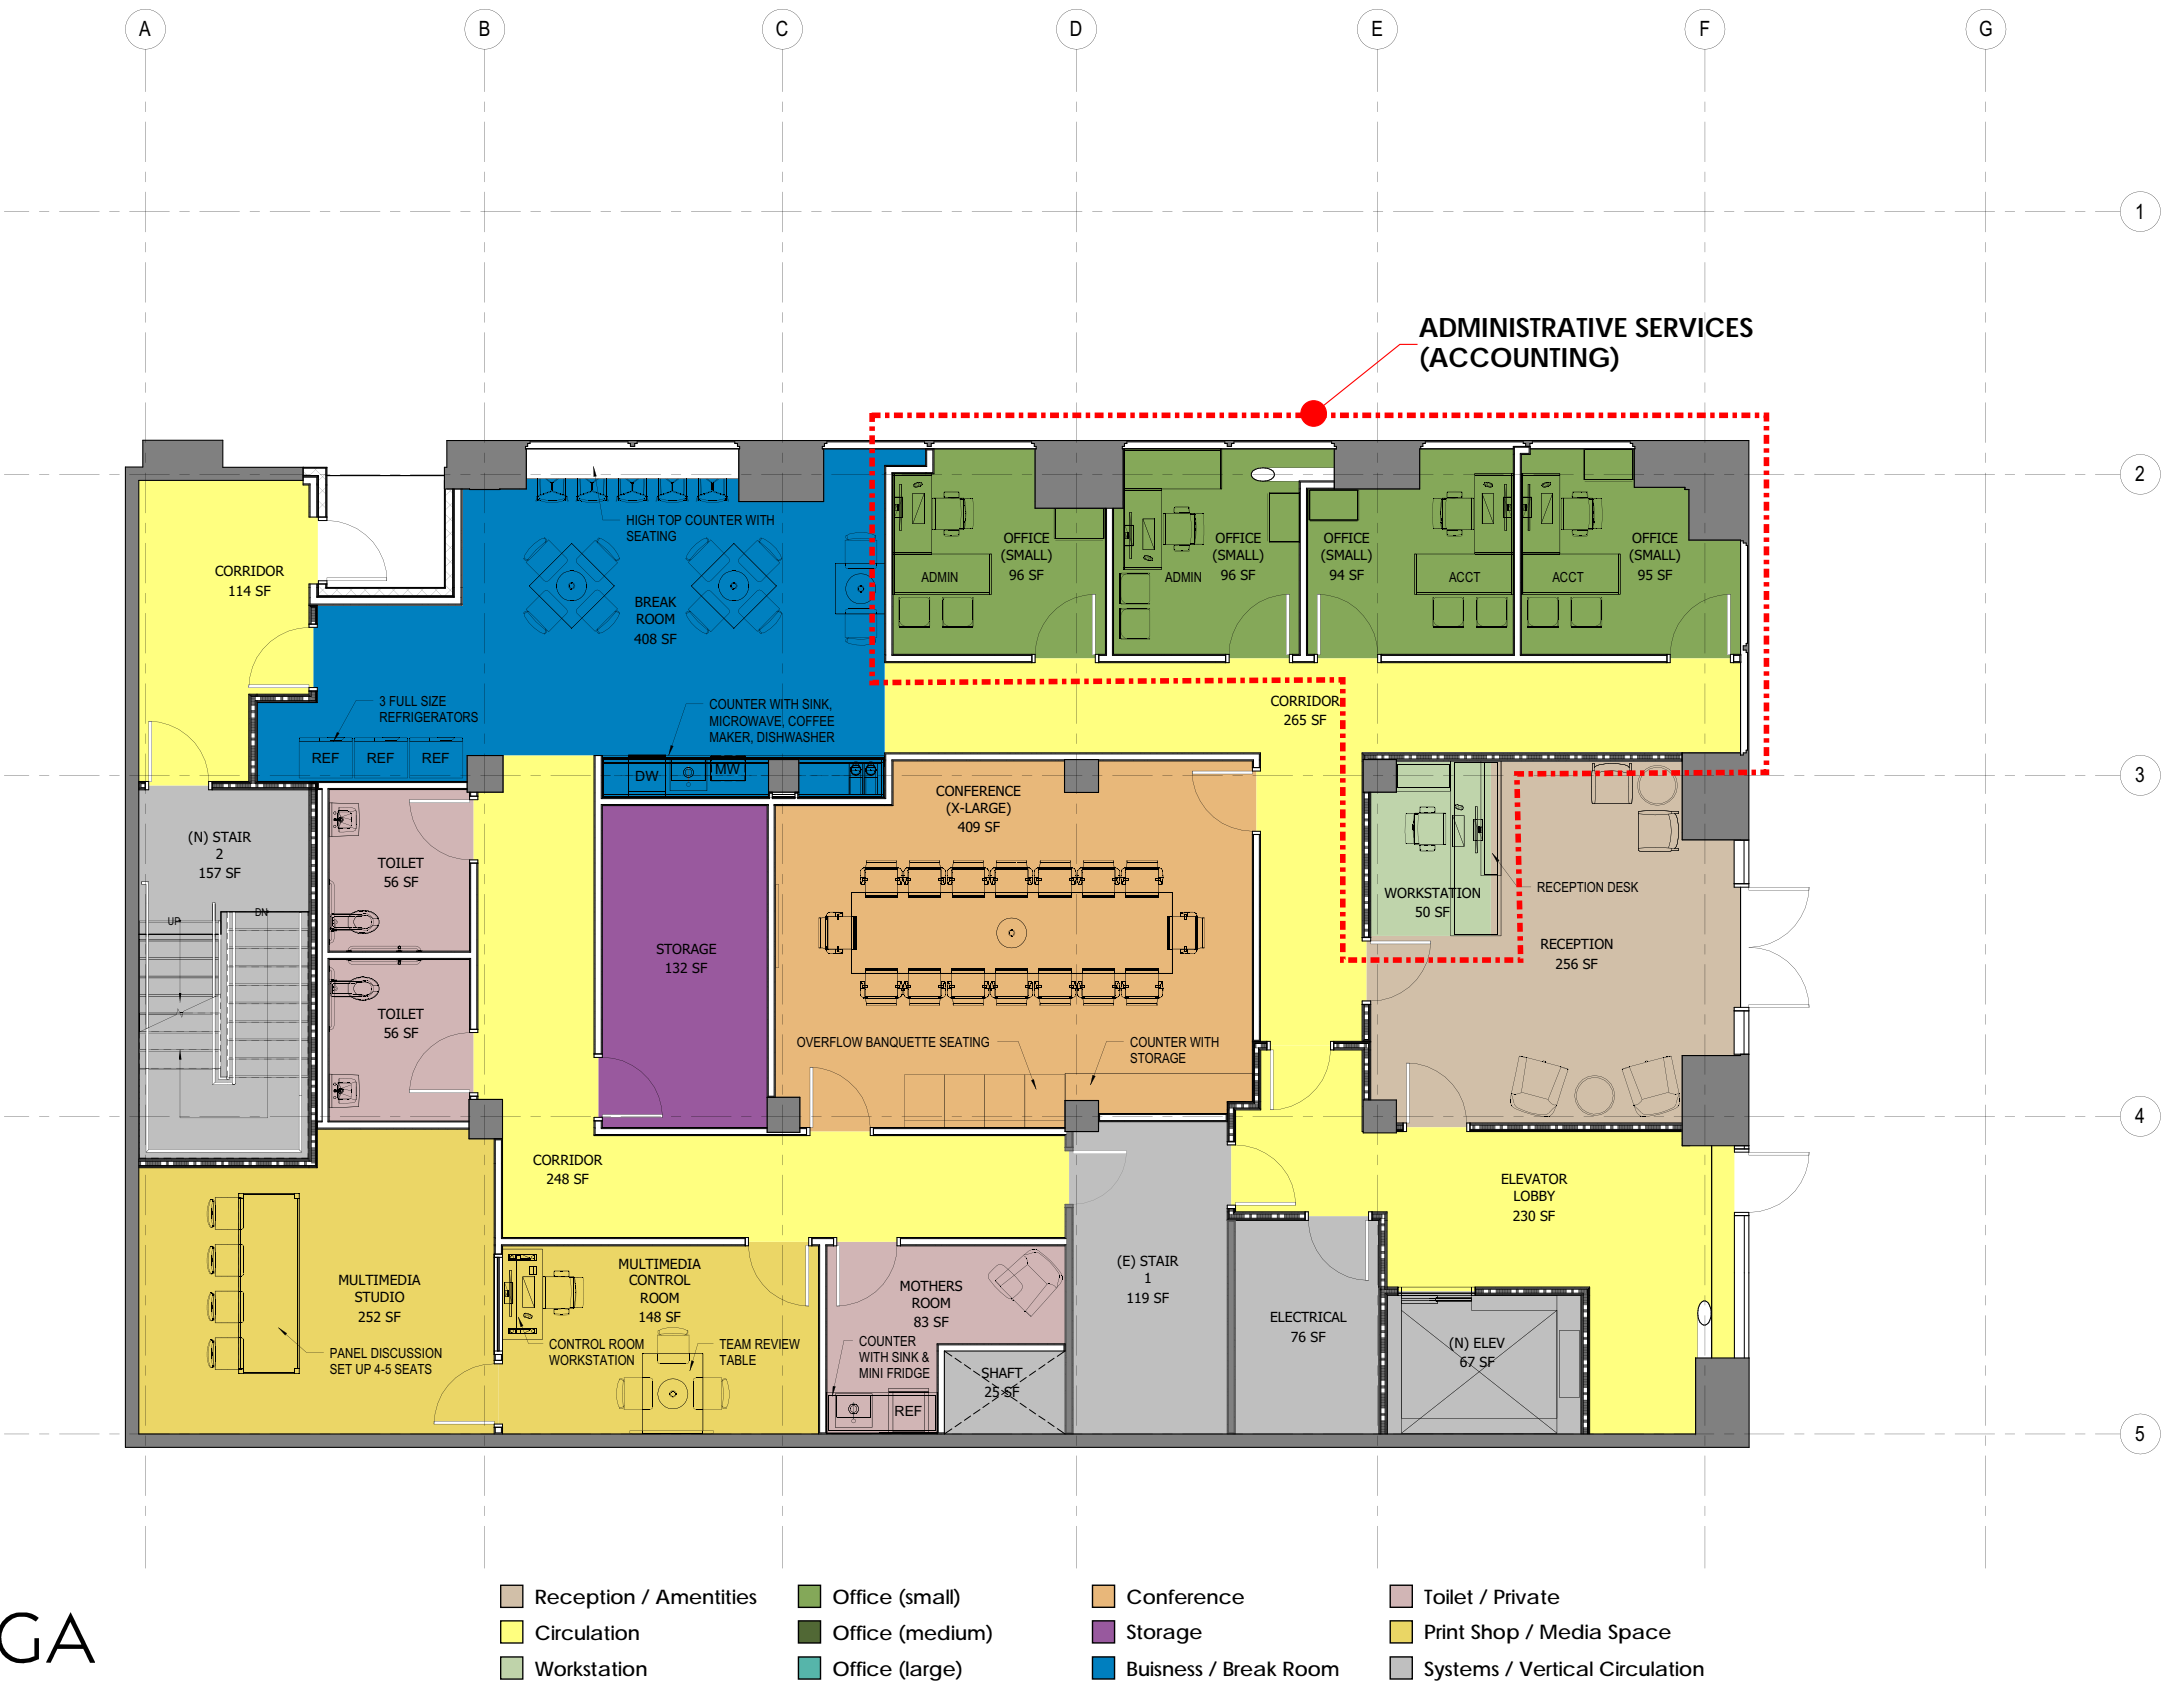 A B C D E F G
1
ADMINISTRATIVE SERVICES
(ACCOUNTING)
2
HIGH TOP COUNTER WITH
SEATING
OFFICE
(SMALL)
96 SF
ADMIN
OFFICE
(SMALL)
96 SF
ADMIN
OFFICE
(SMALL)
94 SF
ACCT
OFFICE
(SMALL)
95 SF
ACCT
CORRIDOR
114 SF
BREAK
ROOM
408 SF
3 FULL SIZE
REFRIGERATORS
REF REF REF
COUNTER WITH SINK,
MICROWAVE, COFFEE
MAKER, DISHWASHER
DW
MW
CORRIDOR
265 SF
3
(N) STAIR
2
157 SF
UP
DN
TOILET
56 SF
TOILET
56 SF
STORAGE
132 SF
CONFERENCE
(X-LARGE)
409 SF
OVERFLOW BANQUETTE SEATING
COUNTER WITH
STORAGE
WORKSTATION
50 SF
RECEPTION DESK
RECEPTION
256 SF
4
CORRIDOR
248 SF
ELEVATOR
LOBBY
230 SF
MULTIMEDIA
STUDIO
252 SF
PANEL DISCUSSION
SET UP 4-5 SEATS
MULTIMEDIA
CONTROL
ROOM
148 SF
CONTROL ROOM
WORKSTATION
TEAM REVIEW
TABLE
MOTHERS
ROOM
83 SF
COUNTER
WITH SINK &
MINI FRIDGE
REF
SHAFT
25 SF
(E) STAIR
1
119 SF
ELECTRICAL
76 SF
(N) ELEV
67 SF
5
GA
Reception / Amentities
Circulation
Workstation
Office (small)
Office (medium)
Office (large)
Conference
Storage
Buisness / Break Room
Toilet / Private
Print Shop / Media Space
Systems / Vertical Circulation